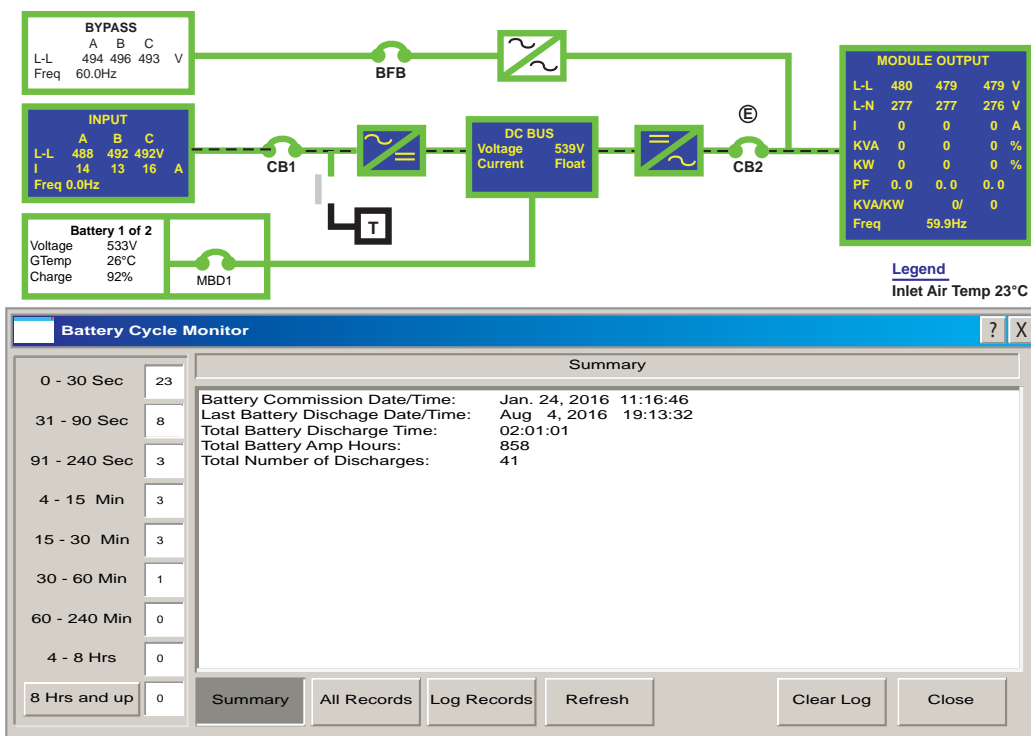 BYPASS
A B C
L-L 494 496 493 V
Freq 60.0Hz
BFB
MODULE OUTPUT
L-L 480 479 479 V
L-N 277 277 276 V
I 0 0 0 A
KVA 0 0 0 %
KW 0 0 0 %
PF 0. 0 0. 0 0. 0
KVA/KW 0/ 0
Freq 59.9Hz
INPUT
A B C
L-L 488 492 492V
I 14 13 16 A
Freq 0.0Hz
CB1
DC BUS
Voltage 539V
Current Float
E
CB2
T
Battery 1 of 2
Voltage 533V
GTemp 26°C
Charge 92%
MBD1
Legend
Inlet Air Temp 23°C
Battery Cycle Monitor ? X
0 - 30 Sec 23
31 - 90 Sec 8
91 - 240 Sec 3
4 - 15 Min 3
15 - 30 Min 3
30 - 60 Min 1
60 - 240 Min 0
4 - 8 Hrs 0
8 Hrs and up 0
Summary
Battery Commission Date/Time: Jan. 24, 2016 11:16:46
Last Battery Dischage Date/Time: Aug 4, 2016 19:13:32
Total Battery Discharge Time: 02:01:01
Total Battery Amp Hours: 858
Total Number of Discharges: 41
Summary All Records Log Records Refresh Clear Log Close